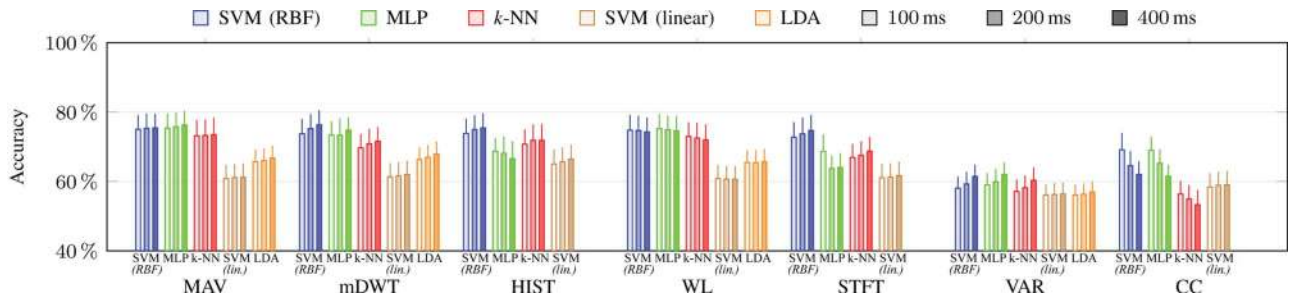 SVM (RBF) MLP k-NN SVM (linear) LDA 100 ms 200 ms 400 ms
100 %
80 %
60 %
40 %
Accuracy
SVM MLP k-NN SVM LDA SVM MLP k-NN SVM LDA SVM MLP k-NN SVM SVM MLP k-NN SVM LDA SVM MLP k-NN SVM SVM MLP k-NN SVM LDA SVM MLP k-NN SVM
(RBF) (lin.) (RBF) (lin.) (RBF) (lin.) (RBF) (lin.) (RBF) (lin.) (RBF) (lin.) (RBF) (lin.)
MAV mDWT HIST WL STFT VAR CC